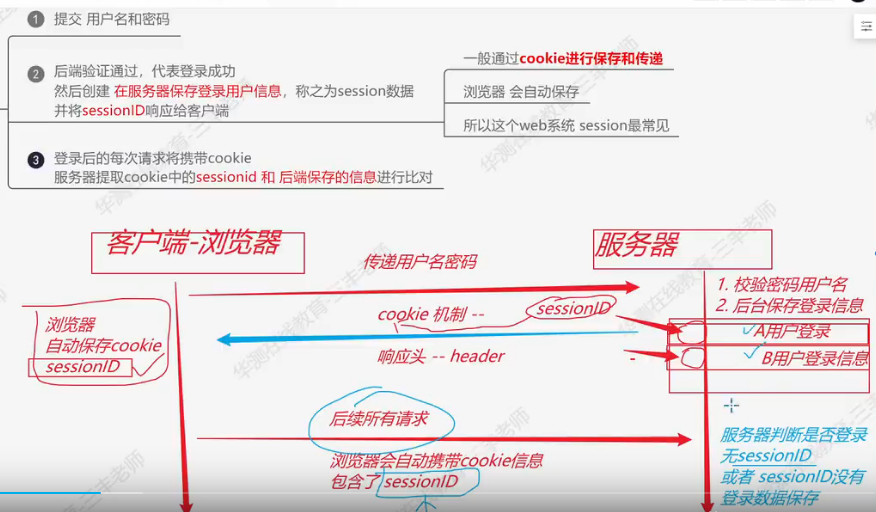 1 提交 用户名和密码
2 后端验证通过，代表登录成功
然后创建 在服务器保存登录用户信息，称之为session数据
并将sessionID响应给客户端
一般通过cookie进行保存和传递
浏览器 会自动保存
所以这个web系统 session最常见
3 登录后的每次请求将携带cookie
服务器提取cookie中的sessionid 和 后端保存的信息进行比对
客户端-浏览器
服务器
传递用户名密码
1. 校验密码用户名
2. 后台保存登录信息
cookie 机制 --
sessionID
A用户登录
浏览器
自动保存cookie
sessionID
响应头 -- header
-
B用户登录信息
后续所有请求
浏览器会自动携带cookie信息
包含了 sessionID
服务器判断是否登录
无sessionID
或者 sessionID没有
登录数据保存
华测在线教育-三丰老师